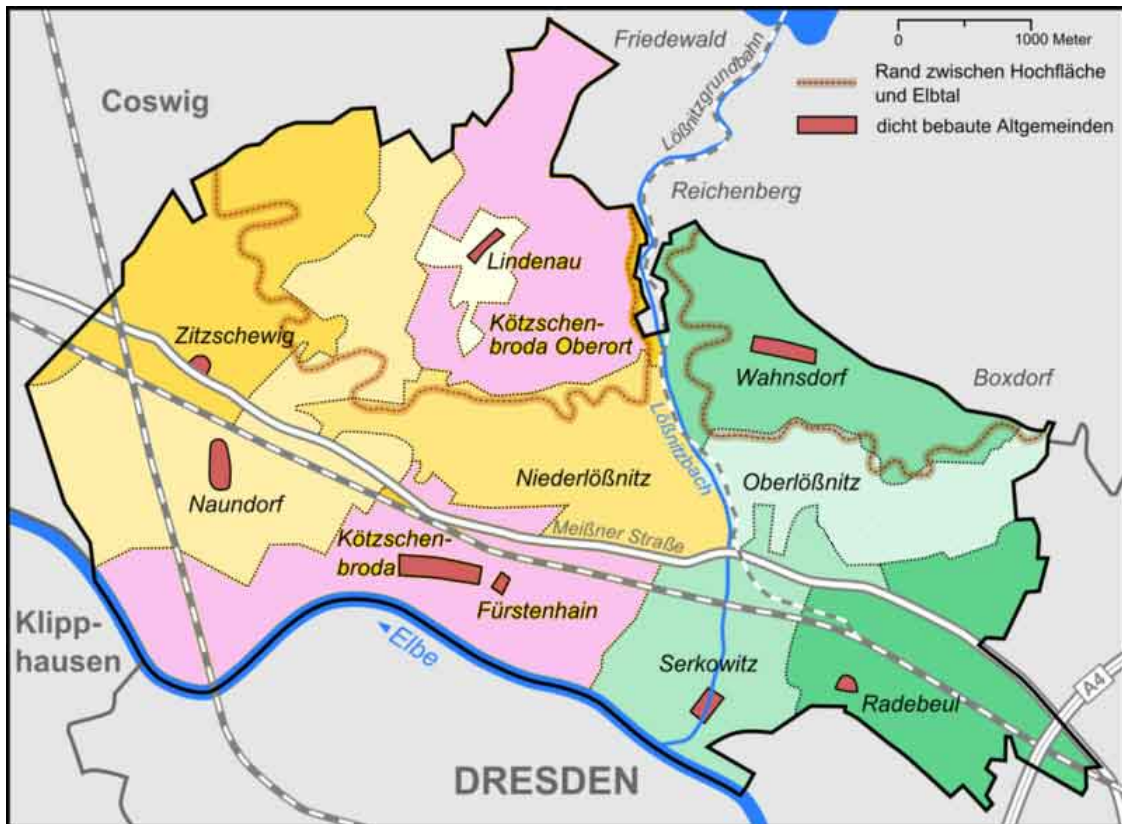 Friedewald
Lößnitzgrundbahn
0 1000 Meter
Rand zwischen Hochfläche
und Elbtal
dicht bebaute Altgemeinden
Coswig
Reichenberg
Lindenau
Kötzschen-
broda Oberort
Zitzschewig
Wahnsdorf
Boxdorf
Lößnitzbach
Niederlößnitz
Oberlößnitz
Naundorf
Meißner Straße
Kötzschen-
broda
Fürstenhain
Klipp-
hausen
Elbe
Serkowitz
Radebeul
A4
DRESDEN